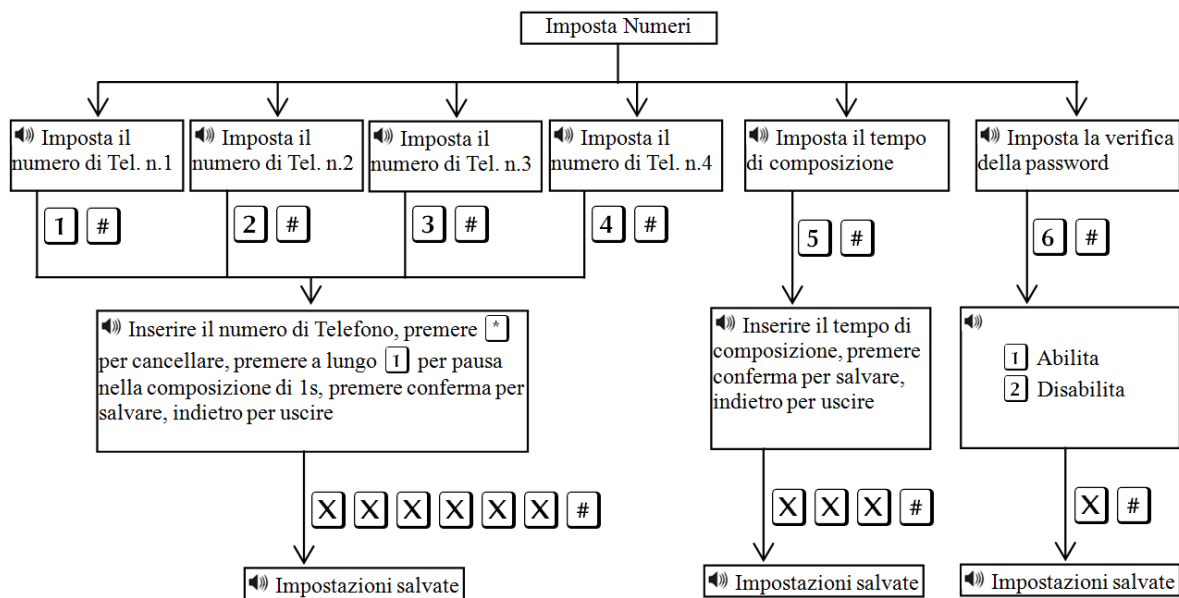 Imposta Numeri
Imposta il
numero di Tel. n.1
Imposta il
numero di Tel. n.2
Imposta il
numero di Tel. n.3
Imposta il
numero di Tel. n.4
Imposta il tempo
di composizione
Imposta la verifica
della password
1 #
2 #
3 #
4 #
5 #
6 #
Inserire il numero di Telefono, premere *
per cancellare, premere a lungo 1 per pausa
nella composizione di 1s, premere conferma per
salvare, indietro per uscire
Inserire il tempo di
composizione, premere
conferma per salvare,
indietro per uscire
1 Abilita
2 Disabilita
X X X X X X #
X X X #
X #
Impostazioni salvate
Impostazioni salvate
Impostazioni salvate